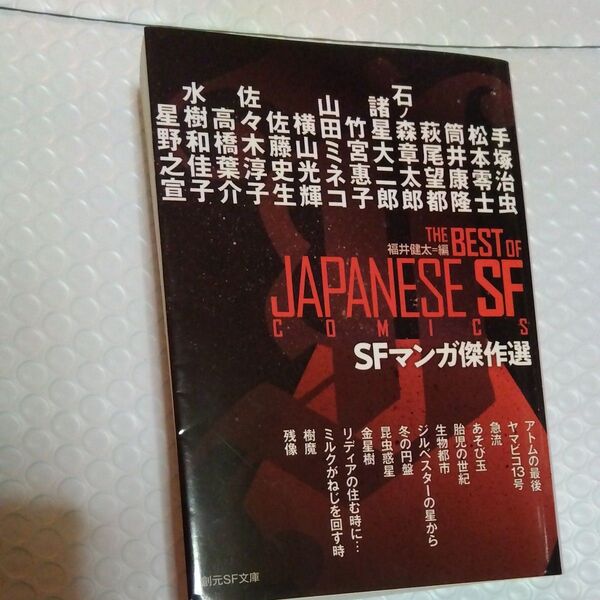 手塚治虫
松本零士
筒井康隆
萩尾望都
石ノ森章太郎
諸星大二郎
竹宮惠子
山田ミネコ
横山光輝
佐藤史生
佐々木淳子
高橋葉介
水樹和佳子
星野之宣
THE BEST OF
福井健太=編
JAPANESE SF
COMICS
SFマンガ傑作選
アトムの最後
ヤマビコ13号
急流
あそび玉
胎児の世紀
生物都市
ジルベスターの星から
冬の円盤
昆虫惑星
金星樹
リディアの住む時に…
ミルクがねじを回す時
樹魔
残像
創元SF文庫